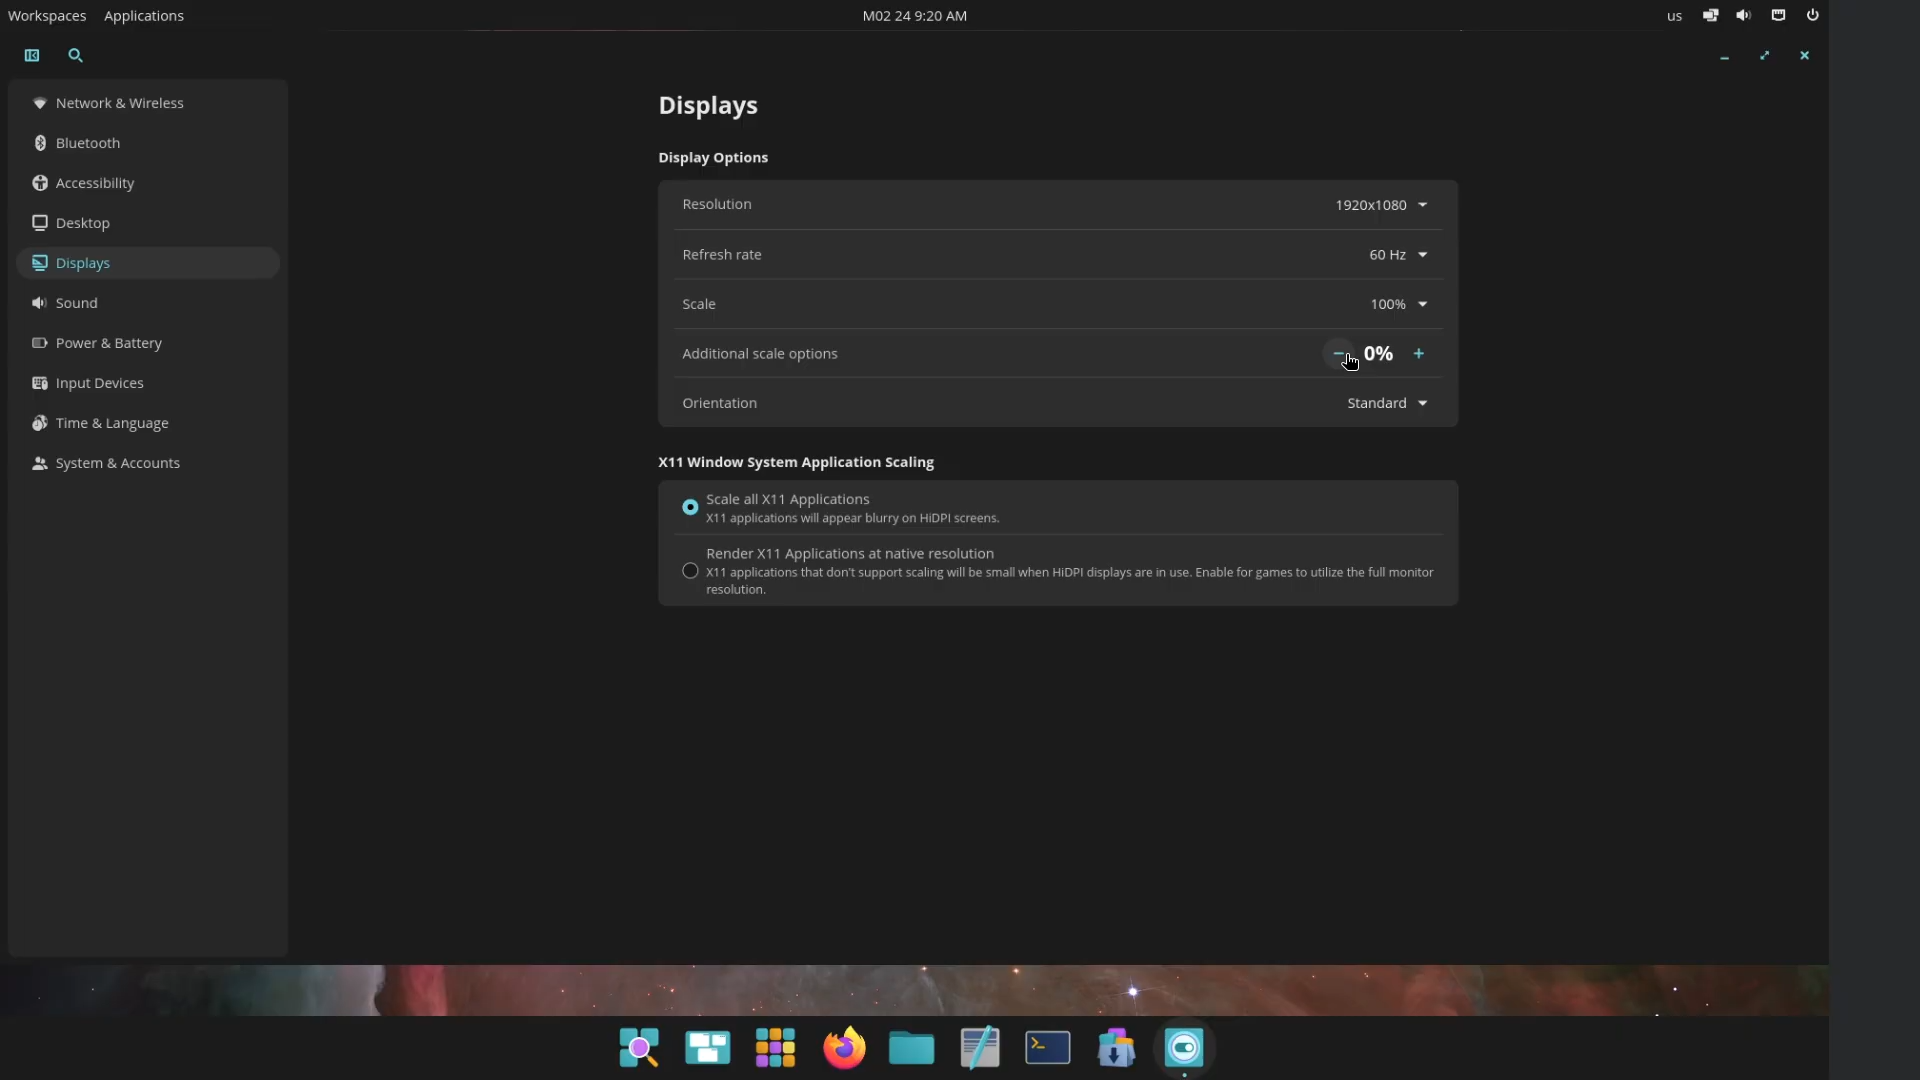 Workspaces Applications M02 24 9:20 AM us
Network & Wireless
Bluetooth
Accessibility
Desktop
Displays
Sound
Power & Battery
Input Devices
Time & Language
System & Accounts
Displays
Display Options
Resolution 1920x1080
Refresh rate 60 Hz
Scale 100%
Additional scale options − 0% +
Orientation Standard
X11 Window System Application Scaling
Scale all X11 Applications
X11 applications will appear blurry on HiDPI screens.
Render X11 Applications at native resolution
X11 applications that don't support scaling will be small when HiDPI displays are in use. Enable for games to utilize the full monitor
resolution.